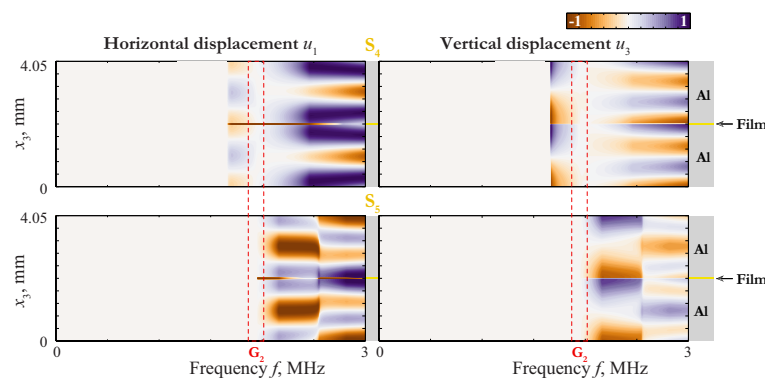 -1 1
Horizontal displacement u1 S4 Vertical displacement u3
4.05
x3, mm
Al
Film
Al
0
S5
4.05
x3, mm
Al
Film
Al
0
0 G2 3 0 G2 3
Frequency f, MHz Frequency f, MHz